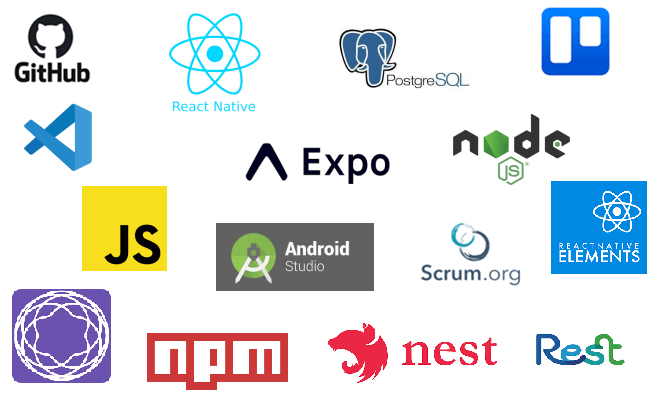 GitHub
React Native
PostgreSQL
Expo
node
JS
JS
Android
Studio
Scrum.org
REACT NATIVE
ELEMENTS
npm
nest
Rest